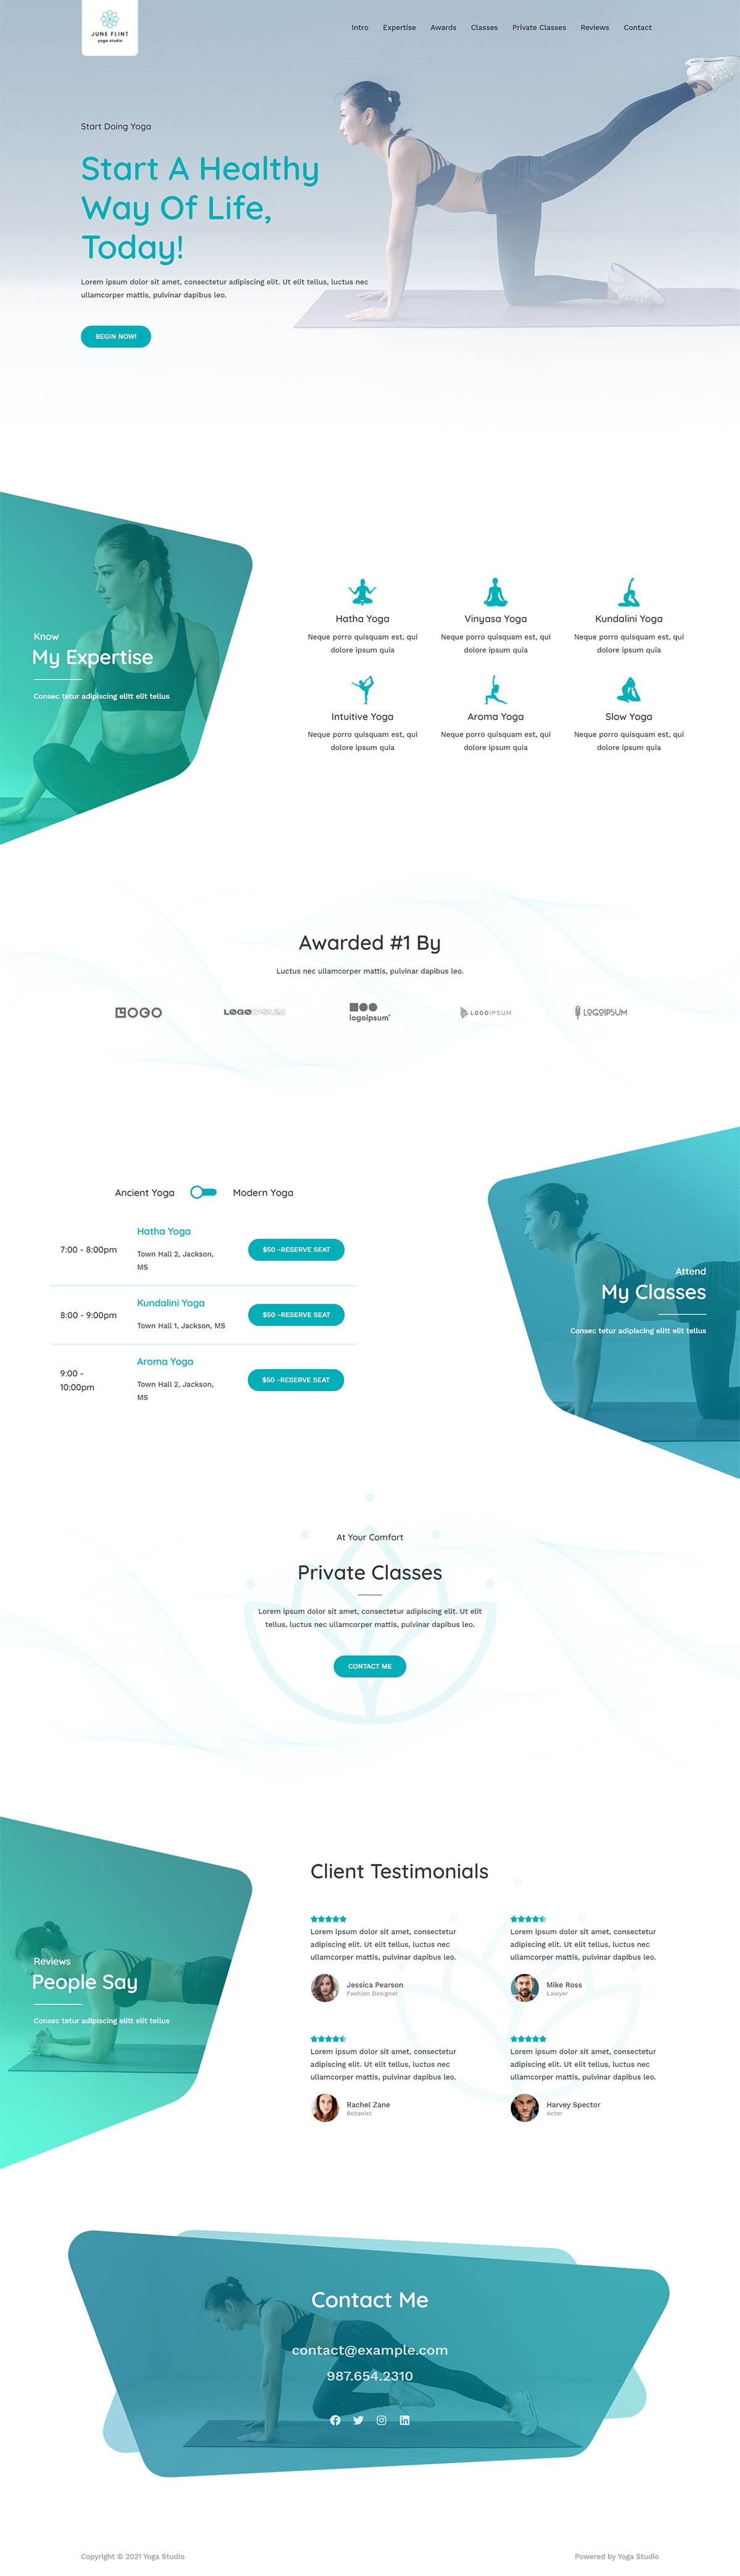 JUNE FLINT
yoga studio
Intro Expertise Awards Classes Private Classes Reviews Contact
Start Doing Yoga
Start A Healthy
Way Of Life,
Today!
Lorem ipsum dolor sit amet, consectetur adipiscing elit. Ut elit tellus, luctus nec
ullamcorper mattis, pulvinar dapibus leo.
BEGIN NOW!
Know
My Expertise
Consec tetur adipiscing elitt elit tellus
Hatha Yoga
Neque porro quisquam est, qui
dolore ipsum quia
Vinyasa Yoga
Neque porro quisquam est, qui
dolore ipsum quia
Kundalini Yoga
Neque porro quisquam est, qui
dolore ipsum quia
Intuitive Yoga
Neque porro quisquam est, qui
dolore ipsum quia
Aroma Yoga
Neque porro quisquam est, qui
dolore ipsum quia
Slow Yoga
Neque porro quisquam est, qui
dolore ipsum quia
Awarded #1 By
Luctus nec ullamcorper mattis, pulvinar dapibus leo.
LOGO
LOGOIPSUM
logoipsum
LOGOIPSUM
LOGOIPSUM
Ancient Yoga Modern Yoga
7:00 - 8:00pm
Hatha Yoga
Town Hall 2, Jackson,
MS
$50 -RESERVE SEAT
8:00 - 9:00pm
Kundalini Yoga
Town Hall 1, Jackson, MS
$50 -RESERVE SEAT
9:00 -
10:00pm
Aroma Yoga
Town Hall 2, Jackson,
MS
$50 -RESERVE SEAT
Attend
My Classes
Consec tetur adipiscing elitt elit tellus
At Your Comfort
Private Classes
Lorem ipsum dolor sit amet, consectetur adipiscing elit. Ut elit
tellus, luctus nec ullamcorper mattis, pulvinar dapibus leo.
CONTACT ME
Reviews
People Say
Consec tetur adipiscing elitt elit tellus
Client Testimonials
Lorem ipsum dolor sit amet, consectetur
adipiscing elit. Ut elit tellus, luctus nec
ullamcorper mattis, pulvinar dapibus leo.
Jessica Pearson
Fashion Designer
Lorem ipsum dolor sit amet, consectetur
adipiscing elit. Ut elit tellus, luctus nec
ullamcorper mattis, pulvinar dapibus leo.
Mike Ross
Lawyer
Lorem ipsum dolor sit amet, consectetur
adipiscing elit. Ut elit tellus, luctus nec
ullamcorper mattis, pulvinar dapibus leo.
Rachel Zane
Botanist
Lorem ipsum dolor sit amet, consectetur
adipiscing elit. Ut elit tellus, luctus nec
ullamcorper mattis, pulvinar dapibus leo.
Harvey Spector
Actor
Contact Me
contact@example.com
987.654.2310
Copyright © 2021 Yoga Studio
Powered by Yoga Studio